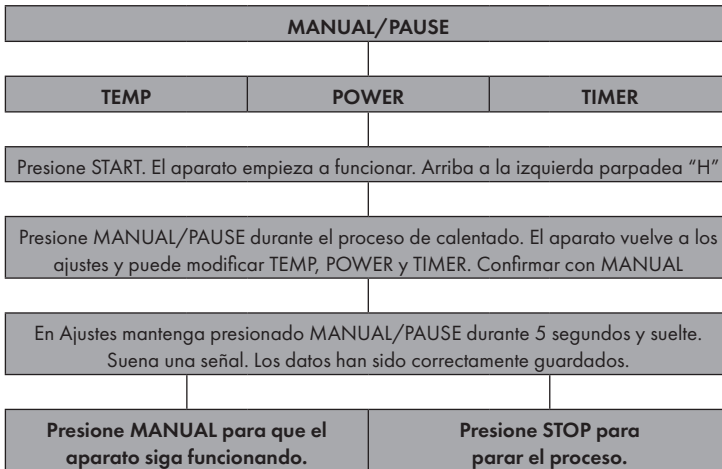 MANUAL/PAUSE
TEMP
POWER
TIMER
Presione START. El aparato empieza a funcionar. Arriba a la izquierda parpadea “H”
Presione MANUAL/PAUSE durante el proceso de calentado. El aparato vuelve a los
ajustes y puede modificar TEMP, POWER y TIMER. Confirmar con MANUAL
En Ajustes mantenga presionado MANUAL/PAUSE durante 5 segundos y suelte.
Suena una señal. Los datos han sido correctamente guardados.
Presione MANUAL para que el
aparato siga funcionando.
Presione STOP para
parar el proceso.